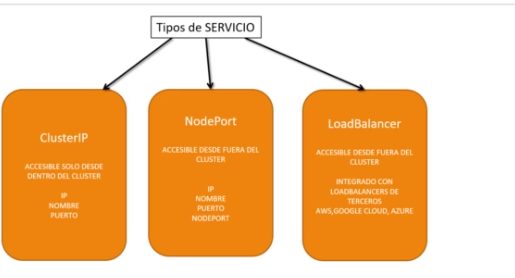 Tipos de SERVICIO
ClusterIP
ACCESIBLE SOLO DESDE
DENTRO DEL CLUSTER
IP
NOMBRE
PUERTO
NodePort
ACCESIBLE DESDE FUERA DEL
CLUSTER
IP
NOMBRE
PUERTO
NODEPORT
LoadBalancer
ACCESIBLE DESDE FUERA DEL
CLUSTER
INTEGRADO CON
LOADBALANCERS DE
TERCEROS
AWS,GOOGLE CLOUD, AZURE